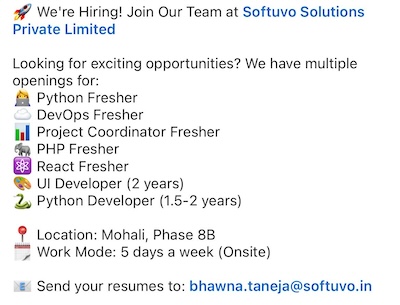 🚀 We're Hiring! Join Our Team at Softuvo Solutions
Private Limited
Looking for exciting opportunities? We have multiple
openings for:
👩‍💻 Python Fresher
☁️ DevOps Fresher
📊 Project Coordinator Fresher
🐘 PHP Fresher
⚛️ React Fresher
🎨 UI Developer (2 years)
🐍 Python Developer (1.5-2 years)
📍 Location: Mohali, Phase 8B
🗓️ Work Mode: 5 days a week (Onsite)
📧 Send your resumes to: bhawna.taneja@softuvo.in